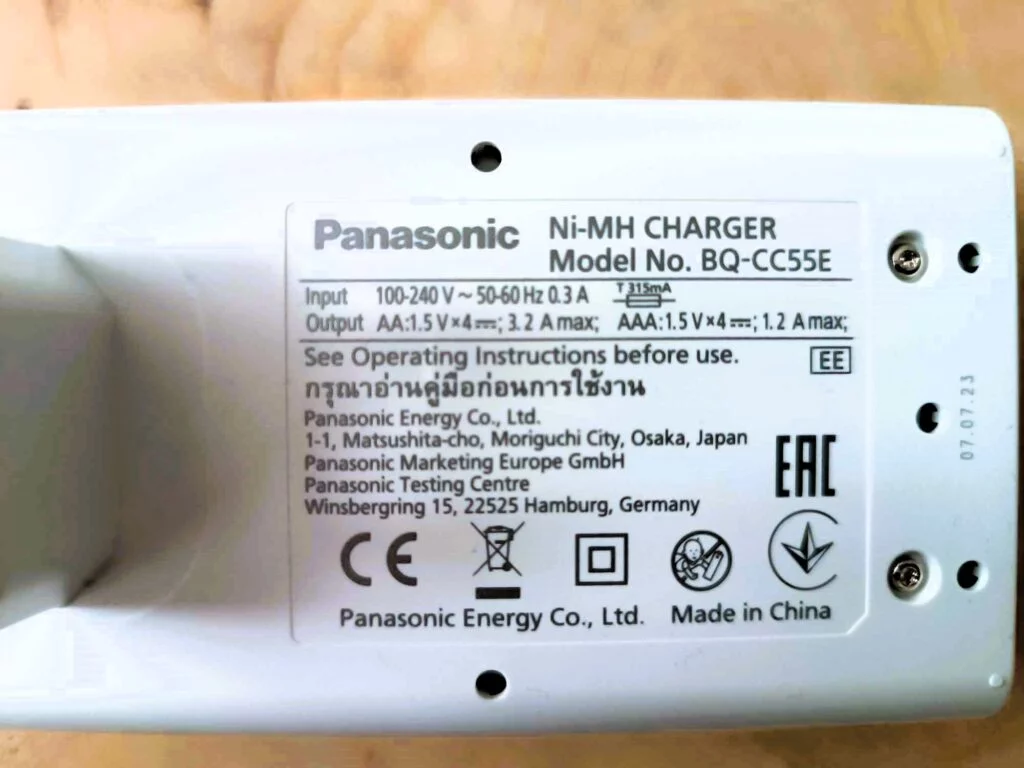 Panasonic
Ni-MH CHARGER
Model No. BQ-CC55E
Input 100-240 V ~ 50-60 Hz 0.3 A T 315mA
Output AA:1.5 V×4⎓; 3.2 A max; AAA:1.5 V×4⎓; 1.2 A max;
See Operating Instructions before use. EE
กรุณาอ่านคู่มือก่อนการใช้งาน
Panasonic Energy Co., Ltd.
1-1, Matsushita-cho, Moriguchi City, Osaka, Japan
Panasonic Marketing Europe GmbH
Panasonic Testing Centre
Winsbergring 15, 22525 Hamburg, Germany
EAC
CE
Panasonic Energy Co., Ltd. Made in China
07.07.23